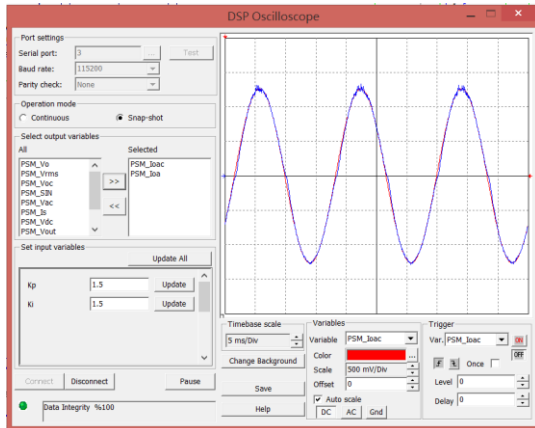 DSP Oscilloscope
Port settings
Serial port: 3 ... Test
Baud rate: 115200
Parity check: None
Operation mode
Continuous Snap-shot
Select output variables
All Selected
PSM_Vo PSM_Ioac
PSM_Vrms PSM_Ioa
PSM_Voc
PSM_SIN >>
PSM_Vac
PSM_Is <<
PSM_Vdc
PSM_Vout
Set input variables
Update All
Kp 1.5 Update
Ki 1.5 Update
Connect Disconnect Pause
Data Integrity %100
Timebase scale
5 ms/Div
Change Background
Save
Help
Variables
Variable PSM_Ioac
Color ...
Scale 500 mV/Div
Offset 0
Auto scale
DC AC Gnd
Trigger
Var. PSM_Ioac ON
OFF
Once
Level 0
Delay 0